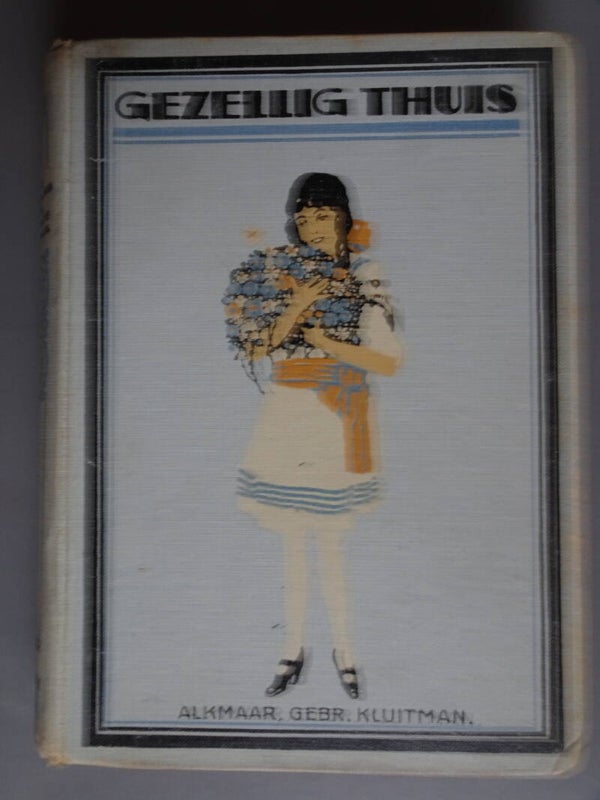 GEZELLIG THUIS
ALKMAAR, GEBR. KLUITMAN.